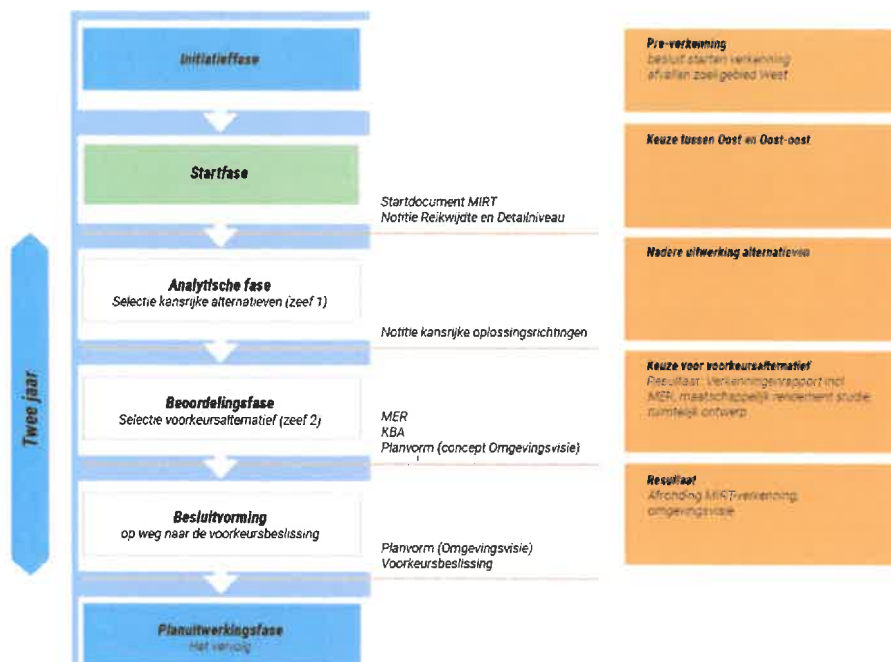 Initiatieffase
Pre-verkenning
besluit starten verkenning
afvallen zoekgebied West
Startfase
Keuze tussen Oost en Oost-oost
Startdocument MIRT
Notitie Reikwijdte en Detailniveau
Twee jaar
Analytische fase
Selectie kansrijke alternatieven (zeef 1)
Nadere uitwerking alternatieven
Notitie kansrijke oplossingsrichtingen
Beoordelingsfase
Selectie voorkeursalternatief (zeef 2)
Keuze voor voorkeursalternatief
Resultaat: Verkenningenrapport incl
MER, maatschappelijk rendement studie,
ruimtelijk ontwerp
MER
KBA
Planvorm (concept Omgevingsvisie)
Besluitvorming
op weg naar de voorkeursbeslissing
Resultaat
Afronding MIRT-verkenning,
omgevingsvisie
Planvorm (Omgevingsvisie)
Voorkeursbeslissing
Planuitwerkingsfase
Het vervolg